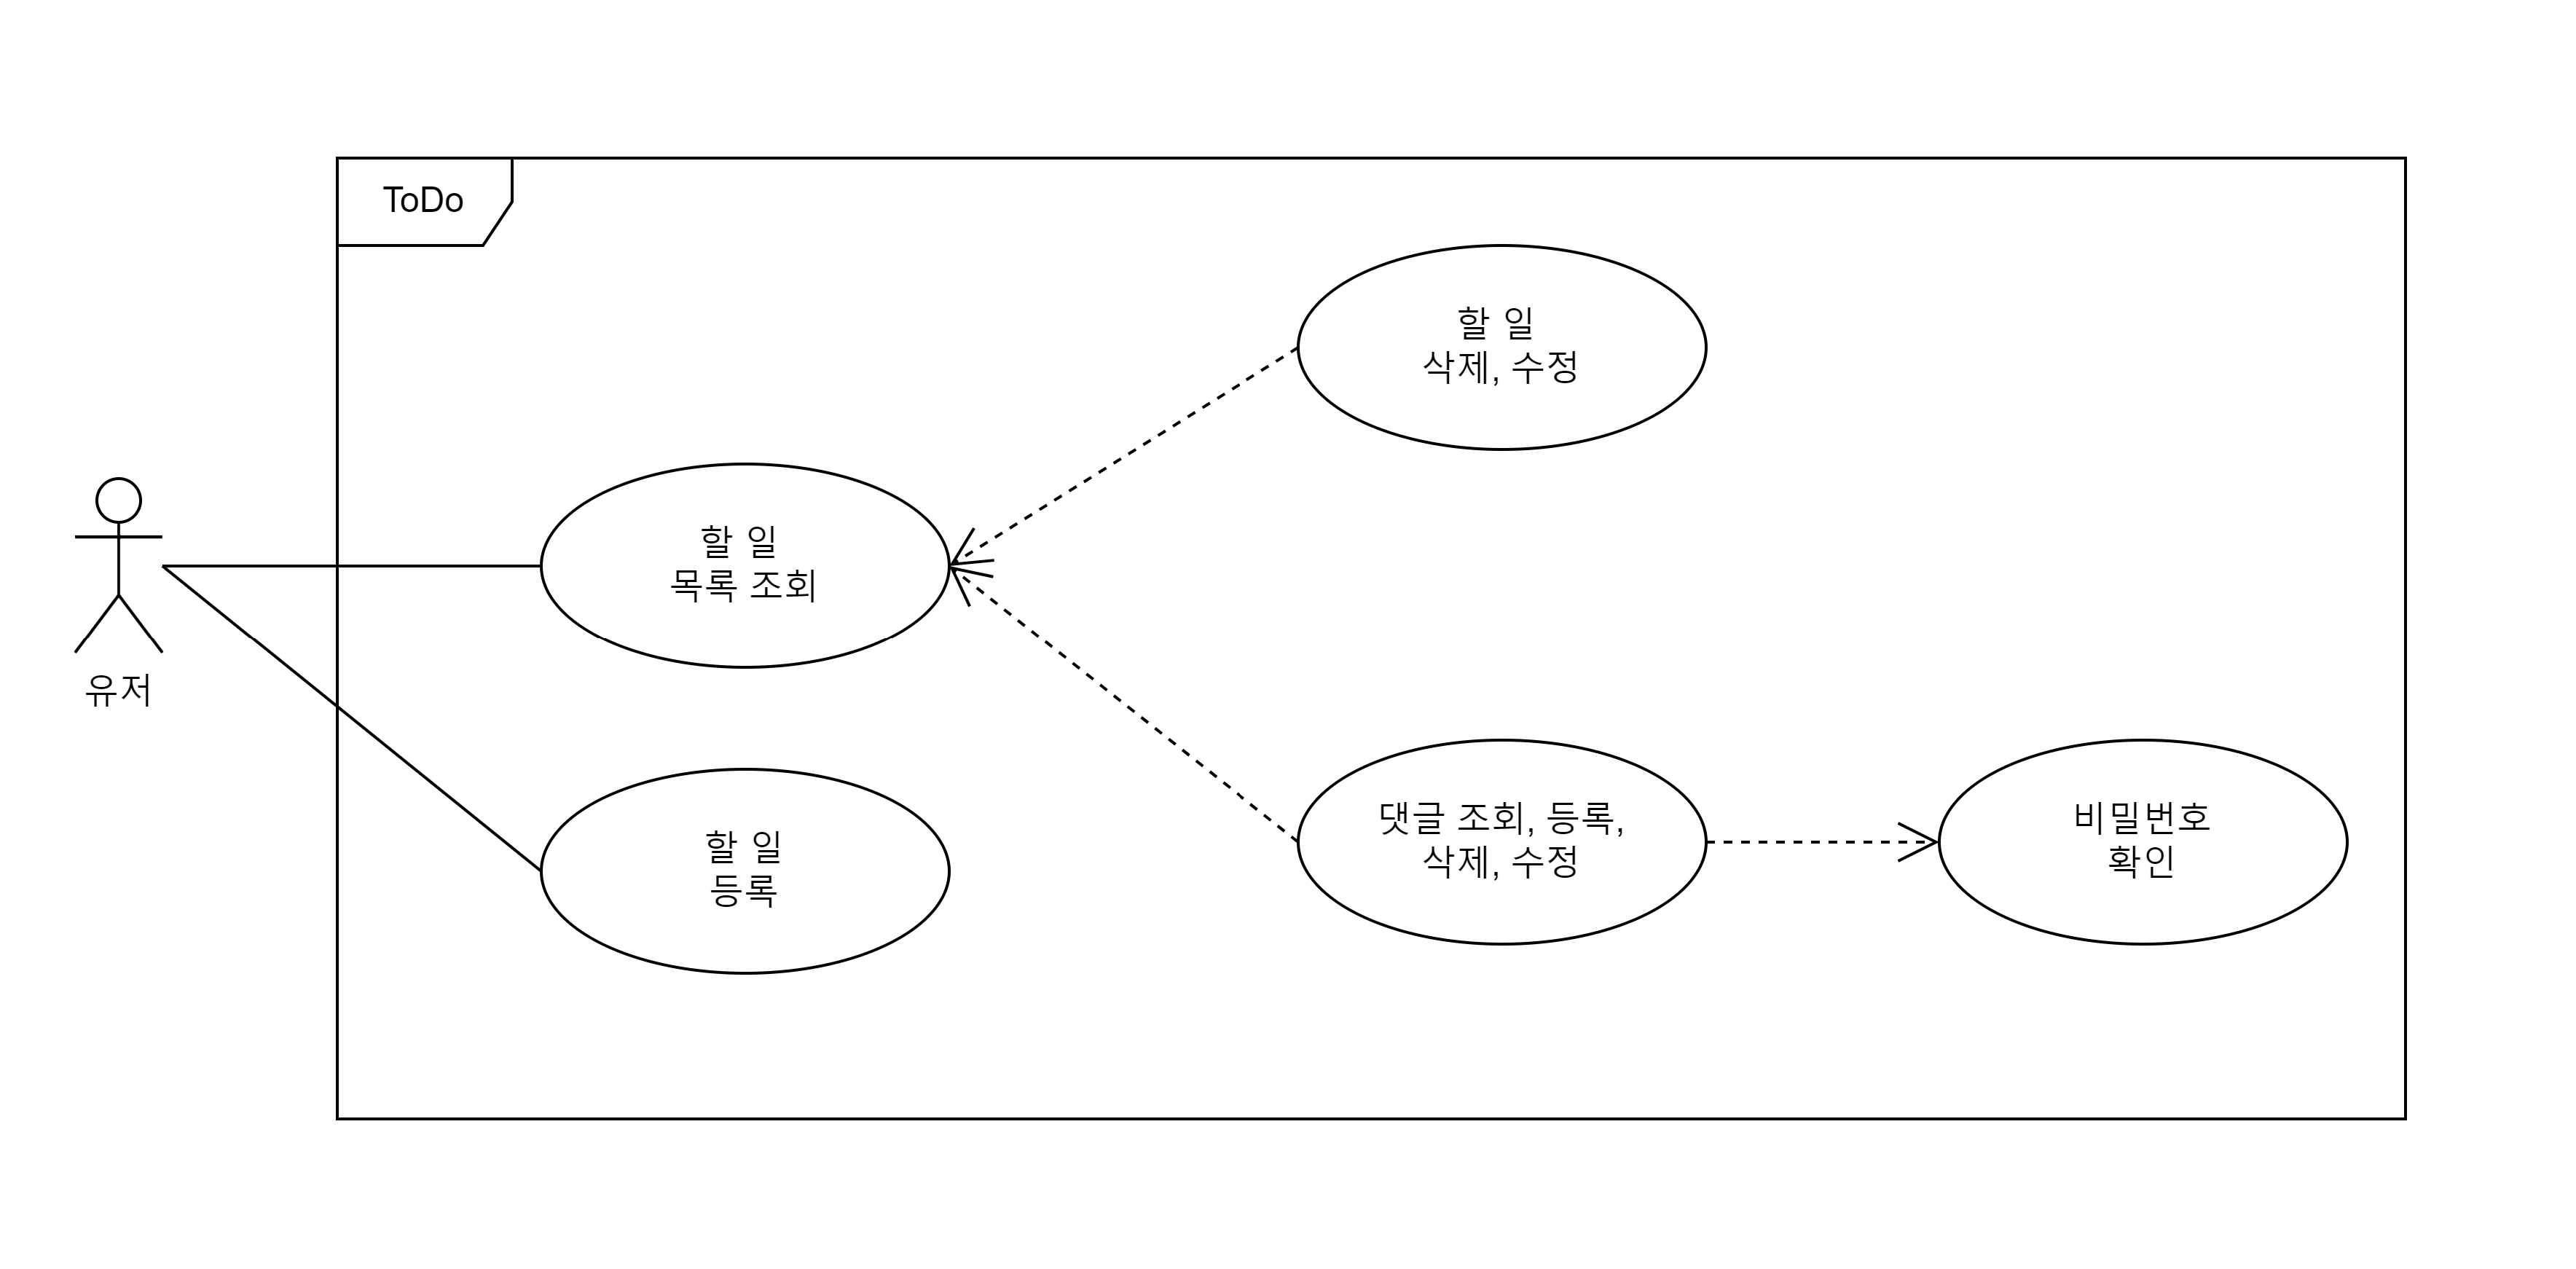 ToDo
할 일
삭제, 수정
할 일
목록 조회
유저
할 일
등록
댓글 조회, 등록,
삭제, 수정
비밀번호
확인